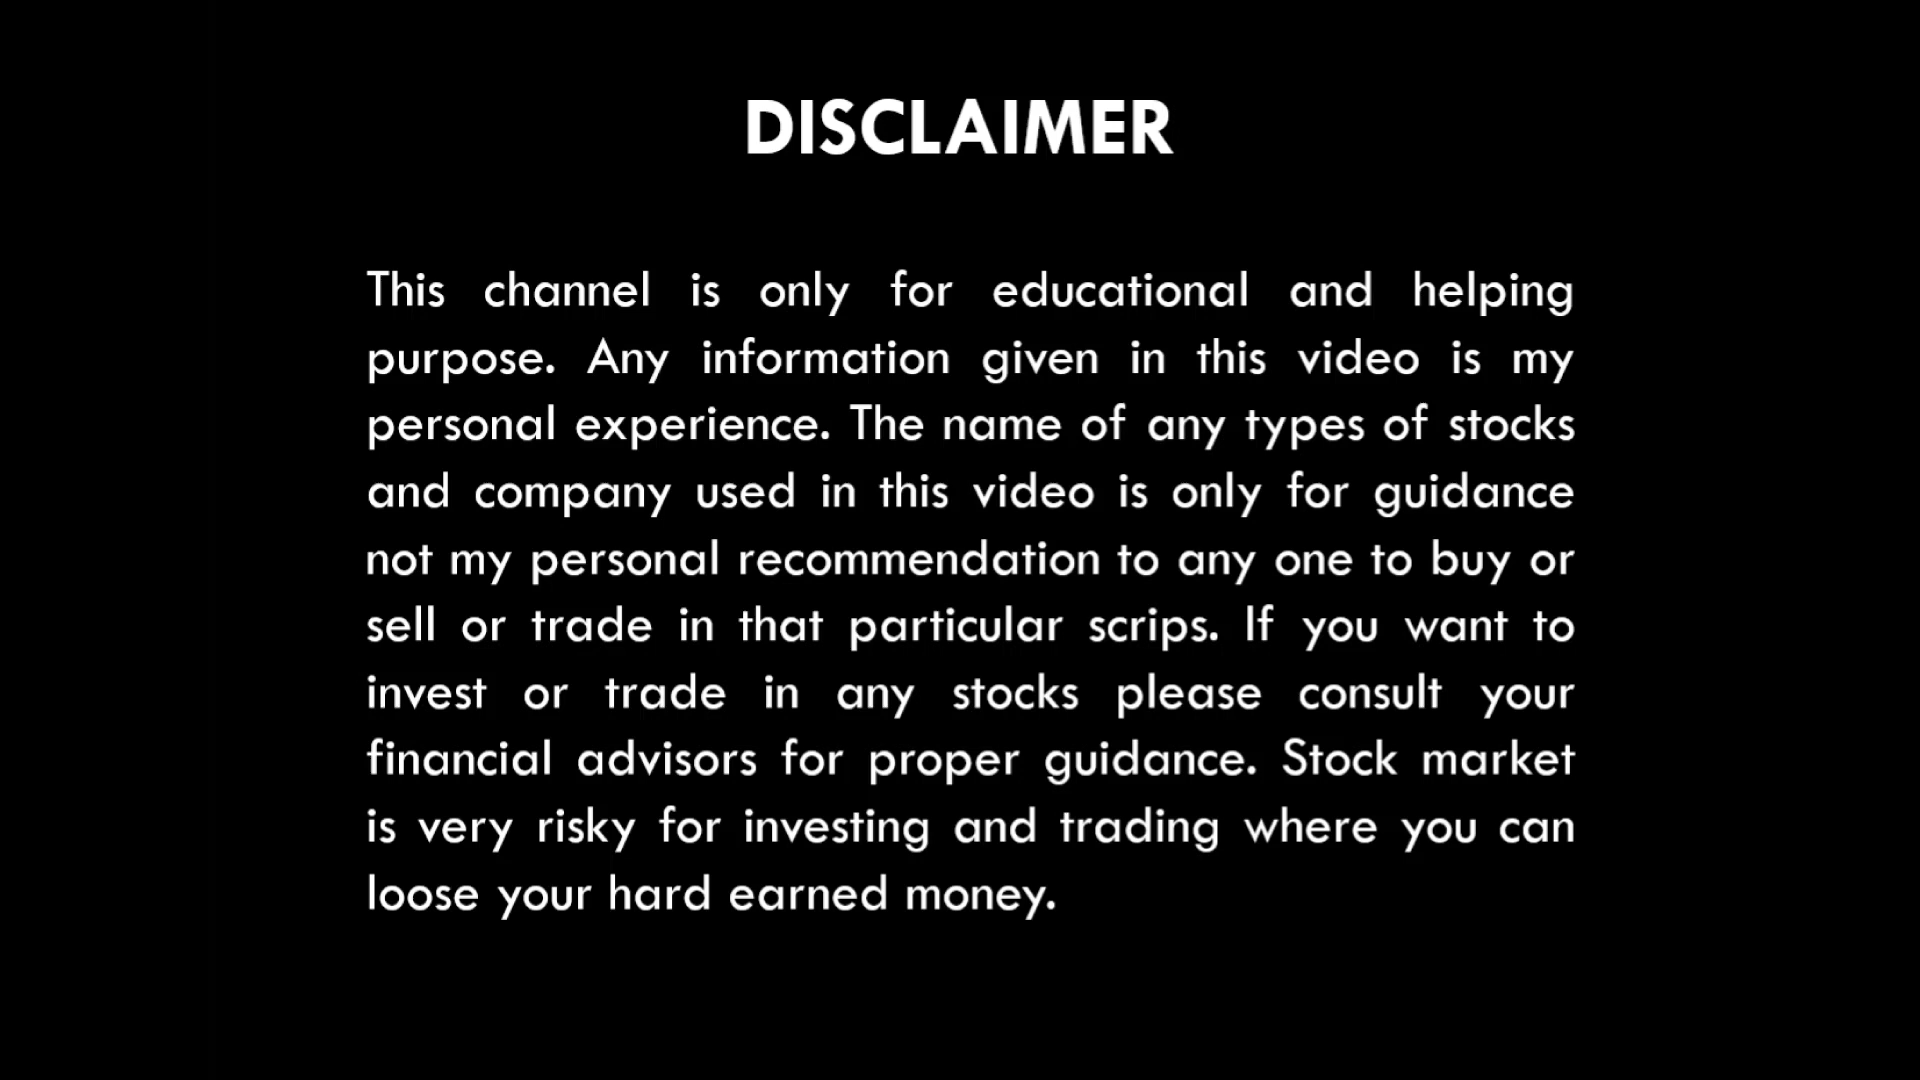 DISCLAIMER
This channel is only for educational and helping
purpose. Any information given in this video is my
personal experience. The name of any types of stocks
and company used in this video is only for guidance
not my personal recommendation to any one to buy or
sell or trade in that particular scrips. If you want to
invest or trade in any stocks please consult your
financial advisors for proper guidance. Stock market
is very risky for investing and trading where you can
loose your hard earned money.